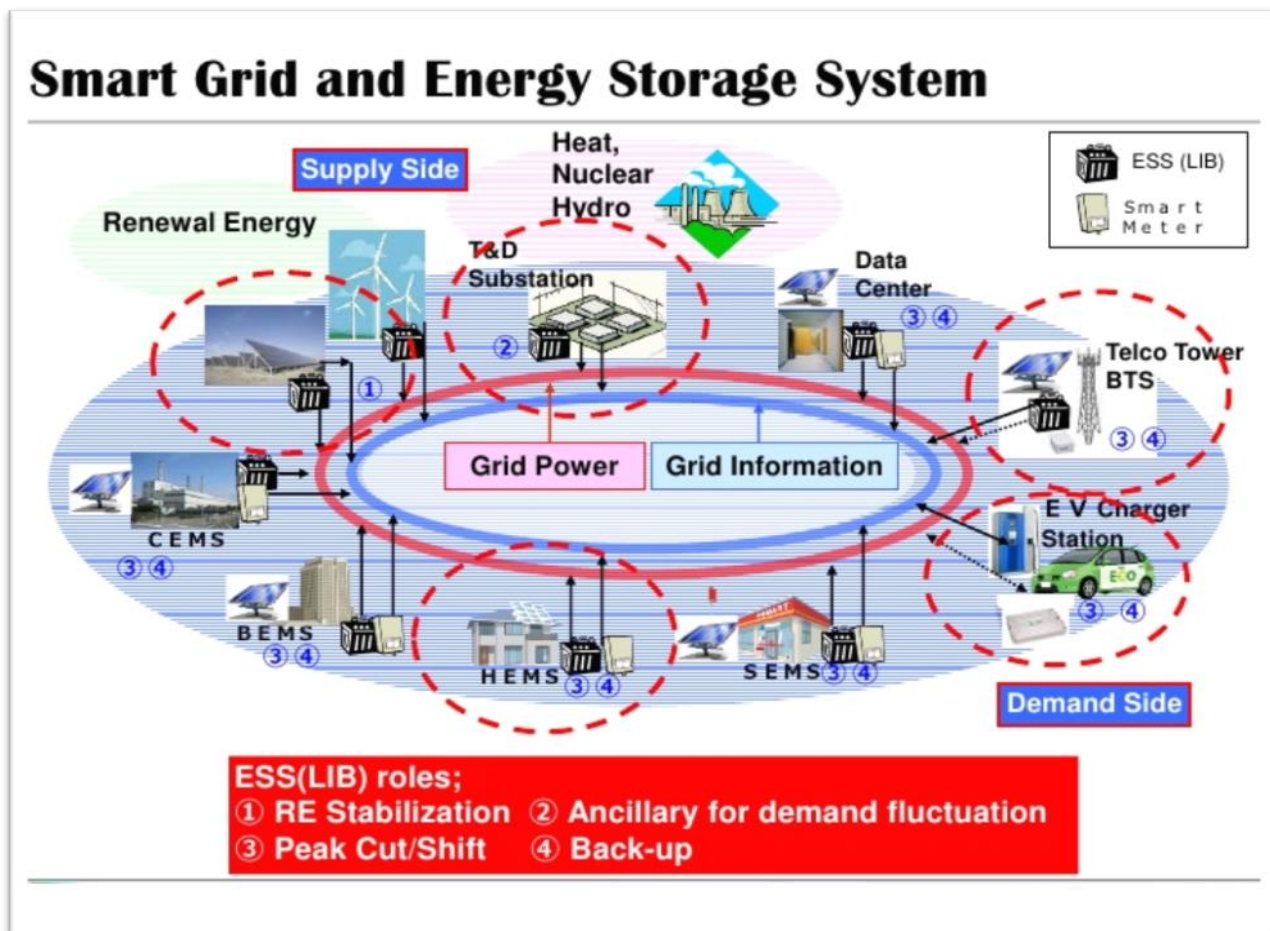 Smart Grid and Energy Storage System
Supply Side
Heat,
Nuclear
Hydro
ESS (LIB)
Smart
Meter
Renewal Energy
T&D
Substation
②
Data
Center
③ ④
Telco Tower
BTS
③ ④
①
Grid Power
Grid Information
CEMS
③ ④
E V Charger
Station
ECO
③ ④
BEMS
③ ④
HEMS ③ ④
SMART
SEMS ③ ④
Demand Side
ESS(LIB) roles;
① RE Stabilization ② Ancillary for demand fluctuation
③ Peak Cut/Shift ④ Back-up